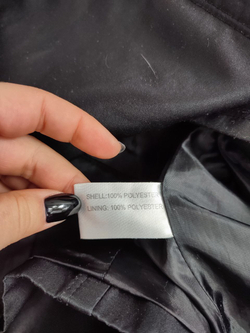 SHELL:100% POLYESTER
LINING: 100% POLYESTER